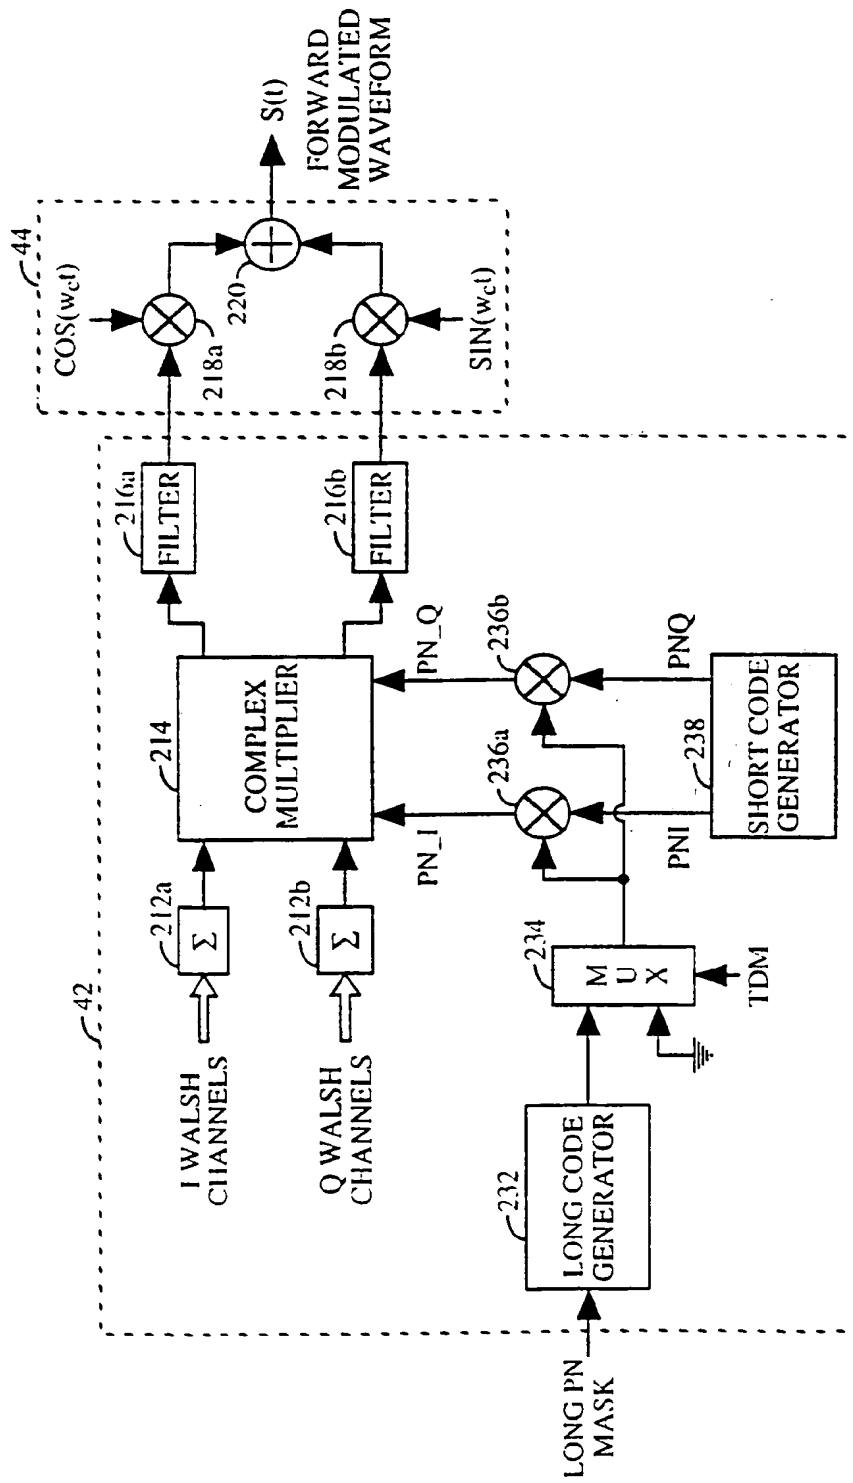 42
44
I WALSH
CHANNELS
212a
Σ
Q WALSH
CHANNELS
212b
Σ
214
COMPLEX
MULTIPLIER
216a
FILTER
216b
FILTER
COS(wct)
218a
218b
SIN(wct)
220
S(t)
FORWARD
MODULATED
WAVEFORM
PN_I
PN_Q
236a
236b
LONG PN
MASK
232
LONG CODE
GENERATOR
234
M
U
X
TDM
PNI
PNQ
238
SHORT CODE
GENERATOR